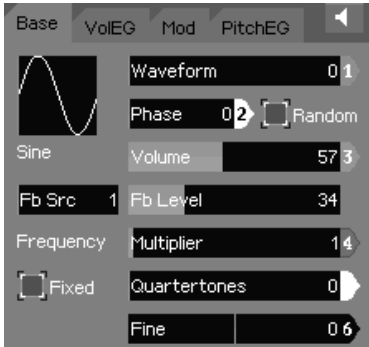 Base VolEG Mod PitchEG
Waveform 0 1
Phase 0 2 Random
Sine Volume 57 3
Fb Src 1 Fb Level 34
Frequency Multiplier 1 4
Fixed Quartertones 0
Fine 0 6